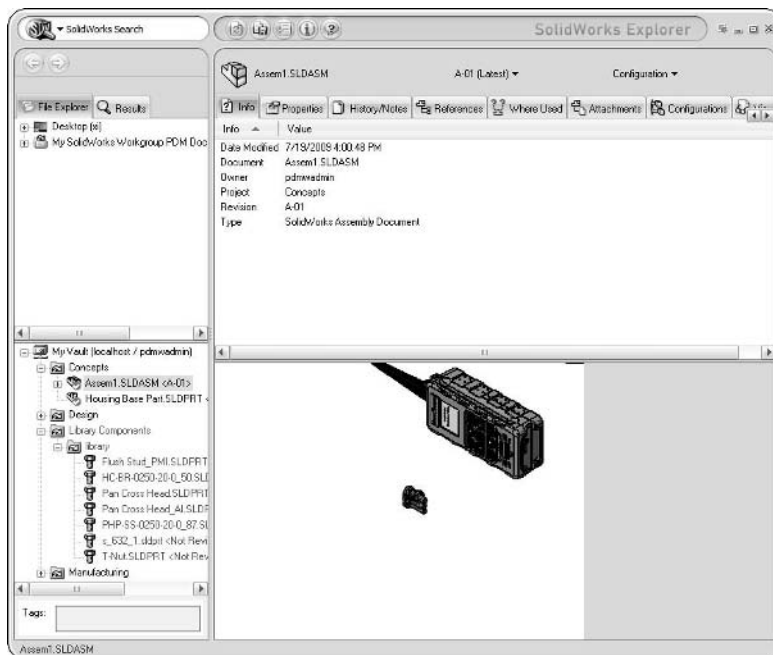 SolidWorks Search
SolidWorks Explorer
Assem1.SLDASM
A-01 (Latest)
Configuration
File Explorer
Results
Info
Properties
History/Notes
References
Where Used
Attachments
Configurations
Desktop
My SolidWorks Workgroup PDM Doc
Info
Value
Date Modified 7/19/2009 4:00:48 PM
Document Assem1.SLDASM
Owner pdmwadmin
Project Concepts
Revision A-01
Type SolidWorks Assembly Document
My Vault (localhost / pdmwadmin)
Concepts
Assem1.SLDASM <A-01>
Housing Base Part.SLDPRT <
Design
Library Components
library
Flush Stud_PMI.SLDPRT
HC-BR-0250-20-0_50.SLI
Pan Cross Head.SLDPRT
Pan Cross Head_AI.SLDPR
PHP-SS-0250-20-0_87.SL
s_632_1.sldprt <Not Revi
T-Nut.SLDPRT <Not Revi
Manufacturing
Tags:
Assem1.SLDASM